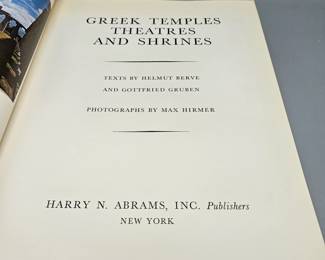 GREEK TEMPLES
THEATRES
AND SHRINES
TEXTS BY HELMUT BERVE
AND GOTTFRIED GRUBEN
PHOTOGRAPHS BY MAX HIRMER
HARRY N. ABRAMS, INC. Publishers
NEW YORK